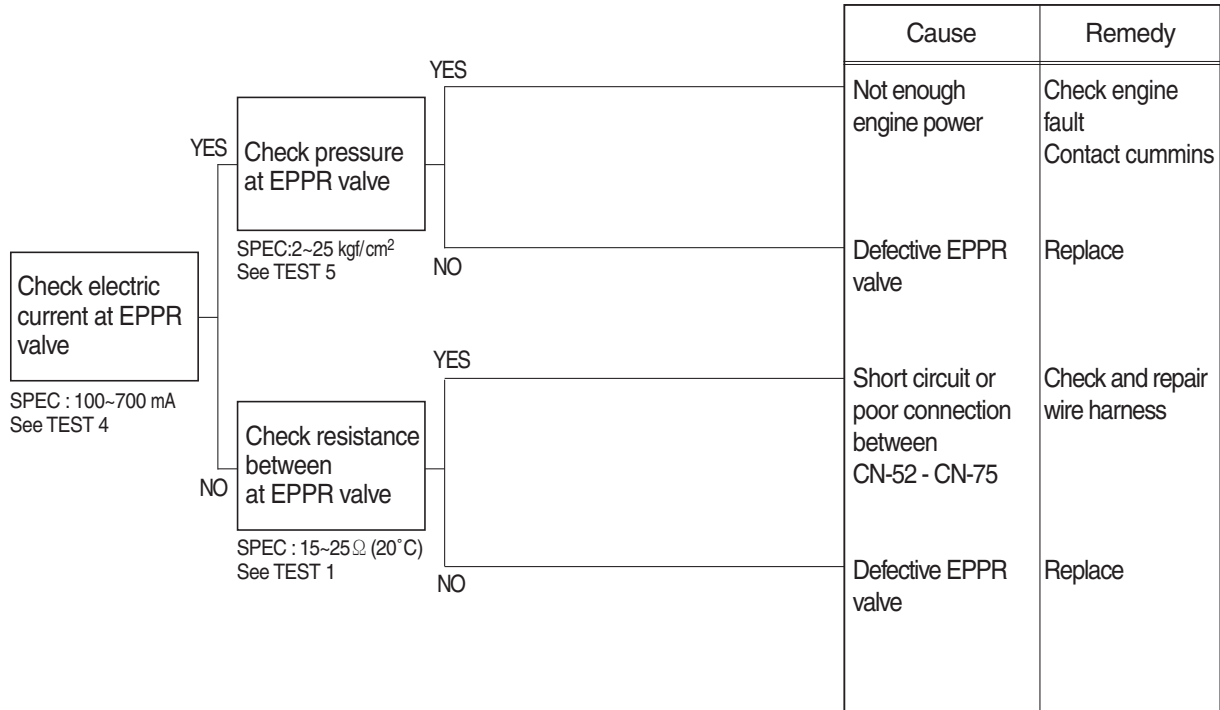 Cause
Remedy
YES
Not enough
engine power
Check engine
fault
Contact cummins
YES
Check pressure
at EPPR valve
SPEC:2~25 kgf/cm²
See TEST 5
NO
Defective EPPR
valve
Replace
Check electric
current at EPPR
valve
SPEC : 100~700 mA
See TEST 4
YES
Short circuit or
poor connection
between
CN-52 - CN-75
Check and repair
wire harness
NO
Check resistance
between
at EPPR valve
SPEC : 15~25Ω (20˚C)
See TEST 1
NO
Defective EPPR
valve
Replace